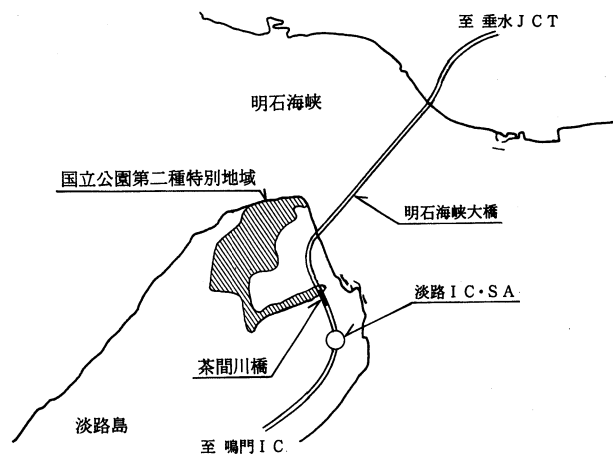 至 垂水JCT
明石海峡
国立公園第二種特別地域
明石海峡大橋
淡路IC・SA
茶間川橋
淡路島
至 鳴門IC